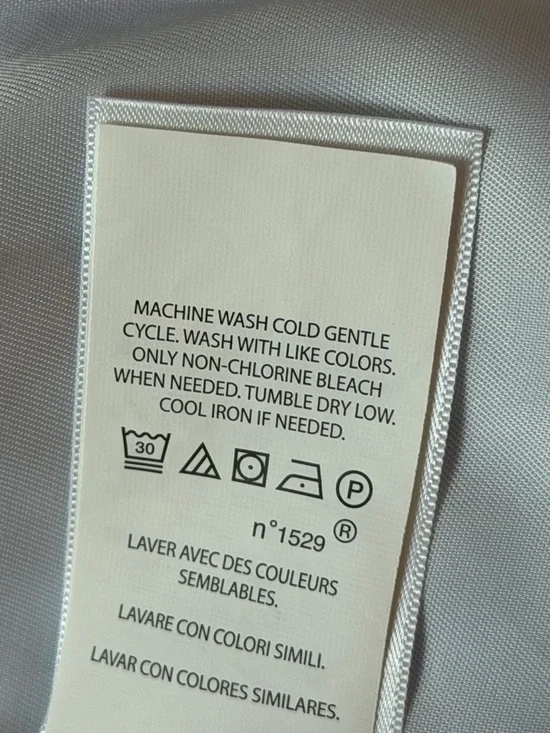 MACHINE WASH COLD GENTLE
CYCLE. WASH WITH LIKE COLORS.
ONLY NON-CHLORINE BLEACH
WHEN NEEDED. TUMBLE DRY LOW.
COOL IRON IF NEEDED.
30 P
n°1529 ®
LAVER AVEC DES COULEURS
SEMBLABLES.
LAVARE CON COLORI SIMILI.
LAVAR CON COLORES SIMILARES.